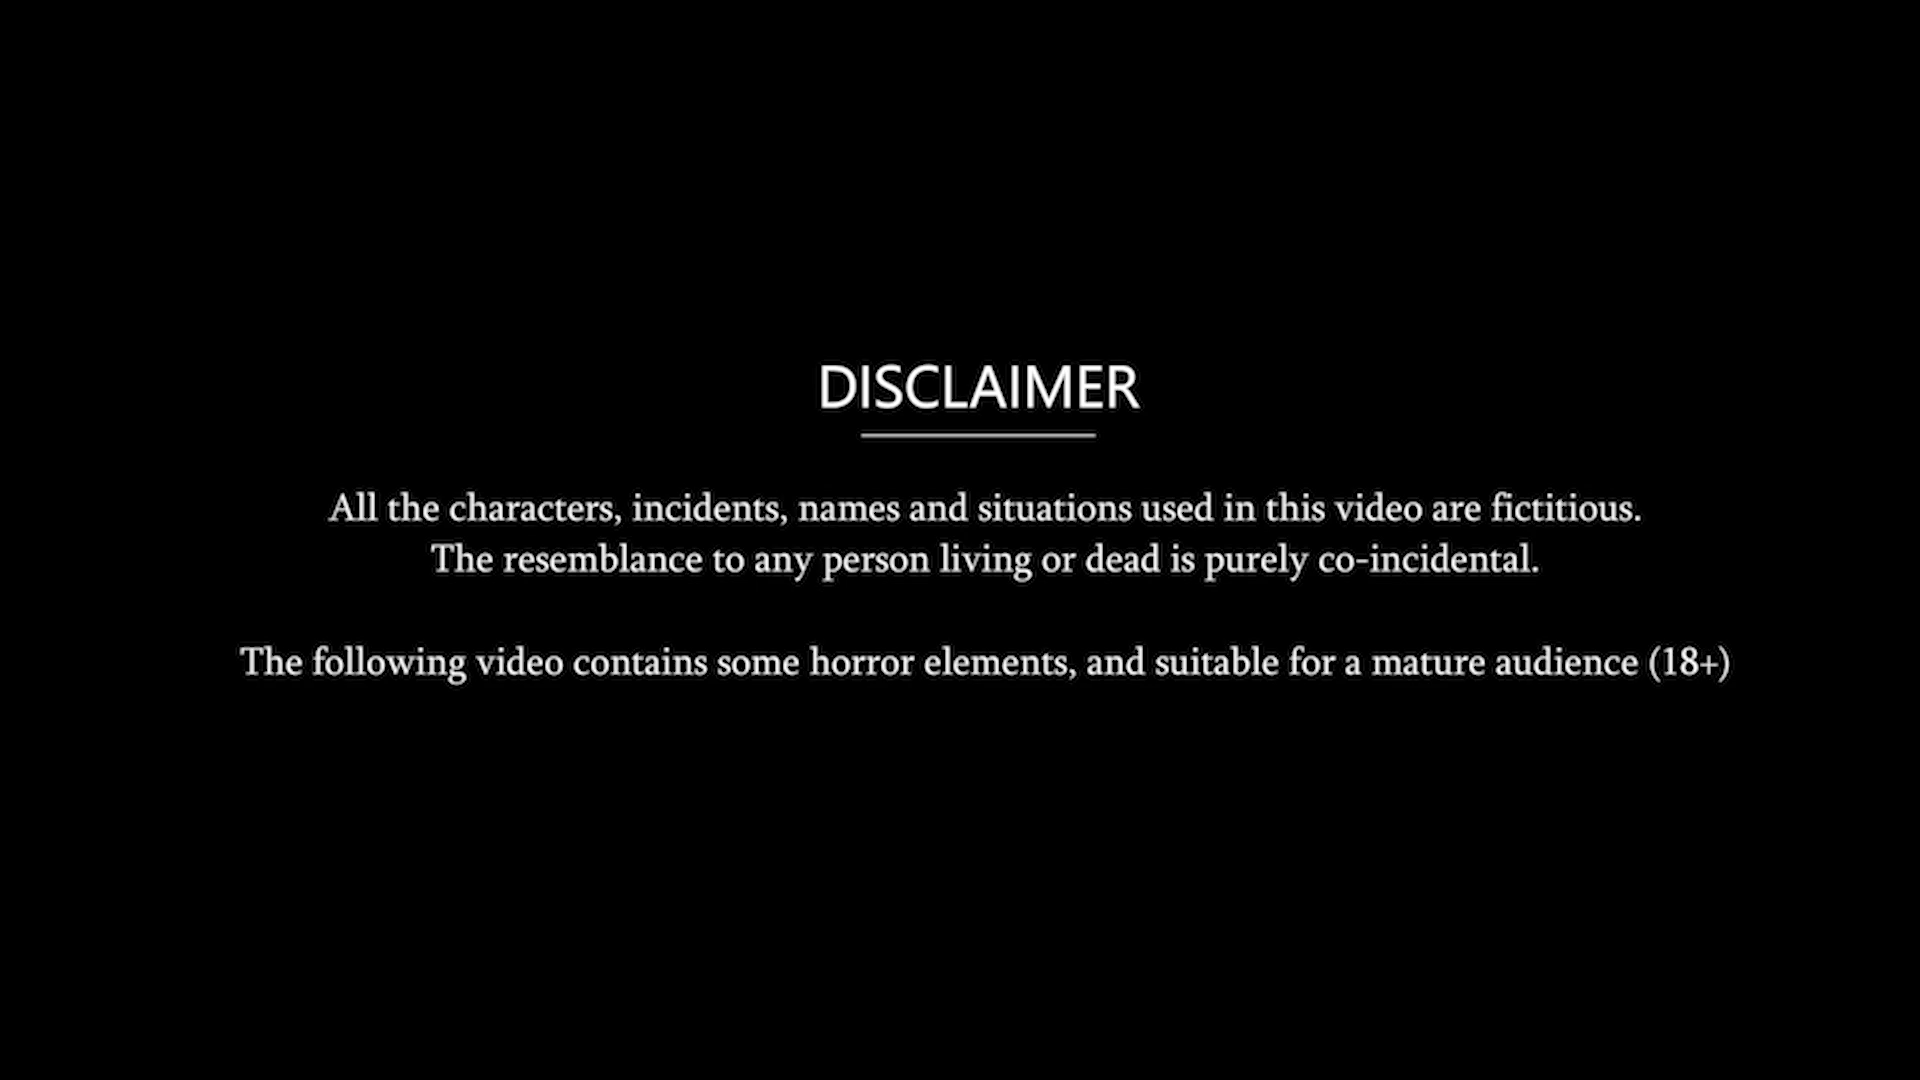 DISCLAIMER
All the characters, incidents, names and situations used in this video are fictitious.
The resemblance to any person living or dead is purely co-incidental.
The following video contains some horror elements, and suitable for a mature audience (18+)